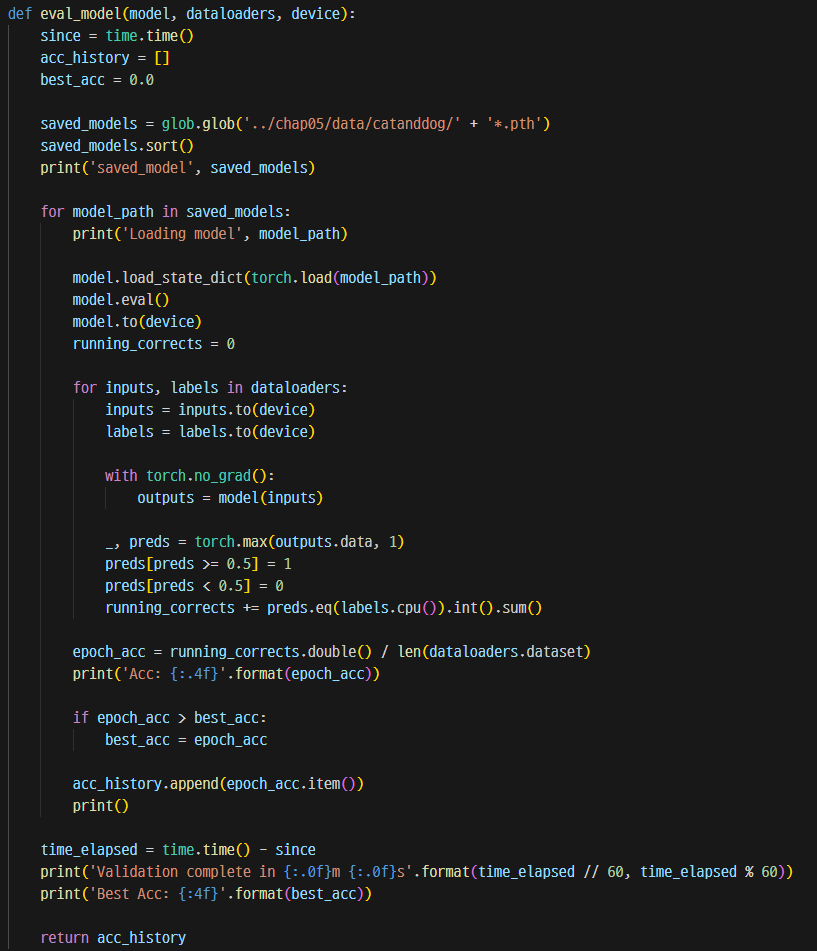 def eval_model(model, dataloaders, device):
    since = time.time()
    acc_history = []
    best_acc = 0.0

    saved_models = glob.glob('../chap05/data/catanddog/' + '*.pth')
    saved_models.sort()
    print('saved_model', saved_models)

    for model_path in saved_models:
        print('Loading model', model_path)

        model.load_state_dict(torch.load(model_path))
        model.eval()
        model.to(device)
        running_corrects = 0

        for inputs, labels in dataloaders:
            inputs = inputs.to(device)
            labels = labels.to(device)

            with torch.no_grad():
                outputs = model(inputs)

            _, preds = torch.max(outputs.data, 1)
            preds[preds >= 0.5] = 1
            preds[preds < 0.5] = 0
            running_corrects += preds.eq(labels.cpu()).int().sum()

        epoch_acc = running_corrects.double() / len(dataloaders.dataset)
        print('Acc: {:.4f}'.format(epoch_acc))

        if epoch_acc > best_acc:
            best_acc = epoch_acc

        acc_history.append(epoch_acc.item())
        print()

    time_elapsed = time.time() - since
    print('Validation complete in {:.0f}m {:.0f}s'.format(time_elapsed // 60, time_elapsed % 60))
    print('Best Acc: {:4f}'.format(best_acc))

    return acc_history